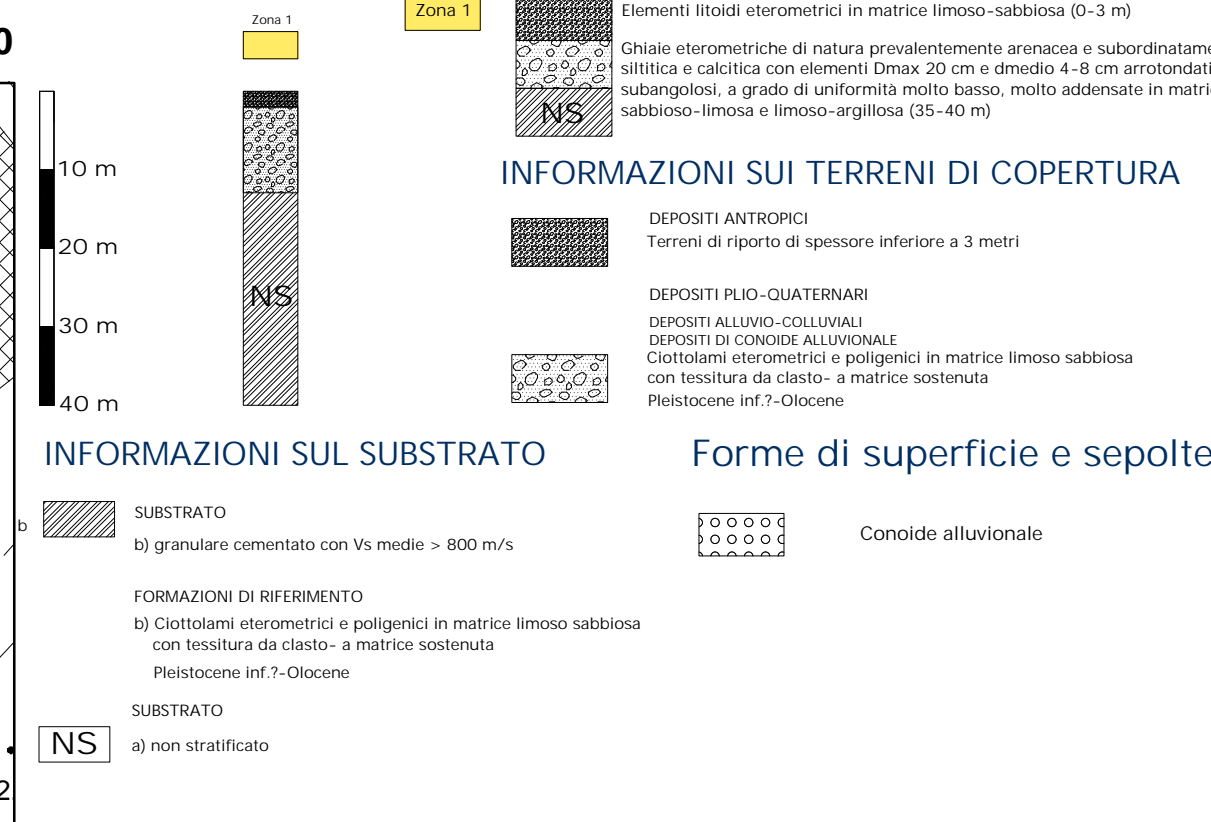 Zona 1
Zona 1
Elementi litoidi eterometrici in matrice limoso-sabbiosa (0-3 m)
Ghiaie eterometriche di natura prevalentemente arenacea e
siltitica e calcitica con elementi Dmax 20 cm e dmedio 4-8 cm arrotondati
subangolosi, a grado di uniformità molto basso, molto addensate in
sabbioso-limosa e limoso-argillosa (35-40 m)
NS
10 m
20 m
30 m
40 m
NS
INFORMAZIONI SUI TERRENI DI COPERTURA
DEPOSITI ANTROPICI
Terreni di riporto di spessore inferiore a 3 metri
DEPOSITI PLIO-QUATERNARI
DEPOSITI ALLUVIO-COLLUVIALI
DEPOSITI DI CONOIDE ALLUVIONALE
Ciottolami eterometrici e poligenici in matrice limoso sabbiosa
con tessitura da clasto- a matrice sostenuta
Pleistocene inf.?-Olocene
INFORMAZIONI SUL SUBSTRATO
b
SUBSTRATO
b) granulare cementato con Vs medie > 800 m/s
FORMAZIONI DI RIFERIMENTO
b) Ciottolami eterometrici e poligenici in matrice limoso sabbiosa
con tessitura da clasto- a matrice sostenuta
Pleistocene inf.?-Olocene
SUBSTRATO
NS
a) non stratificato
Forme di superficie e sepolte
Conoide alluvionale